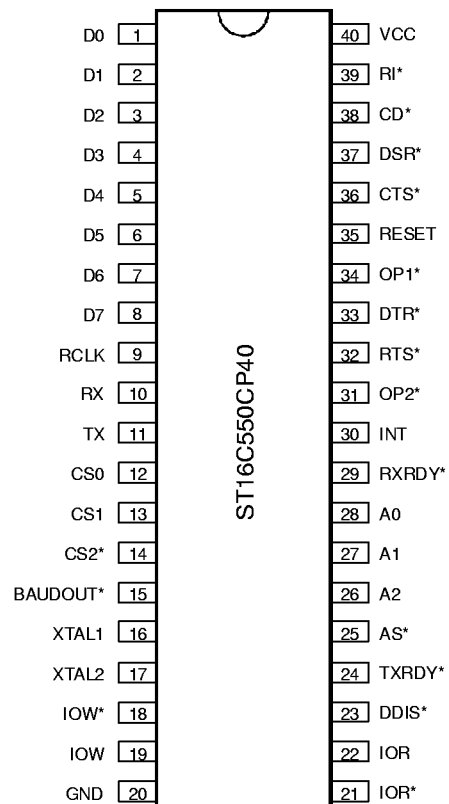 D0 1 40 VCC
D1 2 39 RI*
D2 3 38 CD*
D3 4 37 DSR*
D4 5 36 CTS*
D5 6 35 RESET
D6 7 34 OP1*
D7 8 33 DTR*
RCLK 9 32 RTS*
RX 10 31 OP2*
TX 11 30 INT
CS0 12 29 RXRDY*
CS1 13 28 A0
CS2* 14 27 A1
BAUDOUT* 15 26 A2
XTAL1 16 25 AS*
XTAL2 17 24 TXRDY*
IOW* 18 23 DDIS*
IOW 19 22 IOR
GND 20 21 IOR*
ST16C550CP40